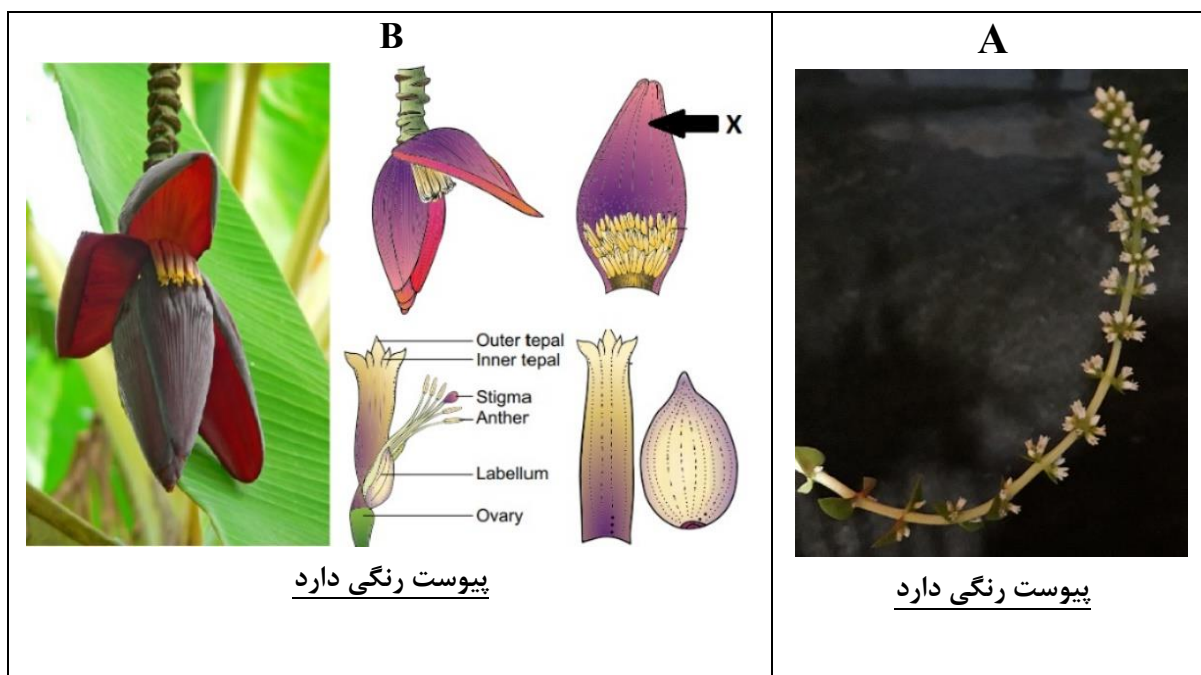 B
X
Outer tepal
Inner tepal
Stigma
Anther
Labellum
Ovary
پیوست رنگی دارد
A
پیوست رنگی دارد